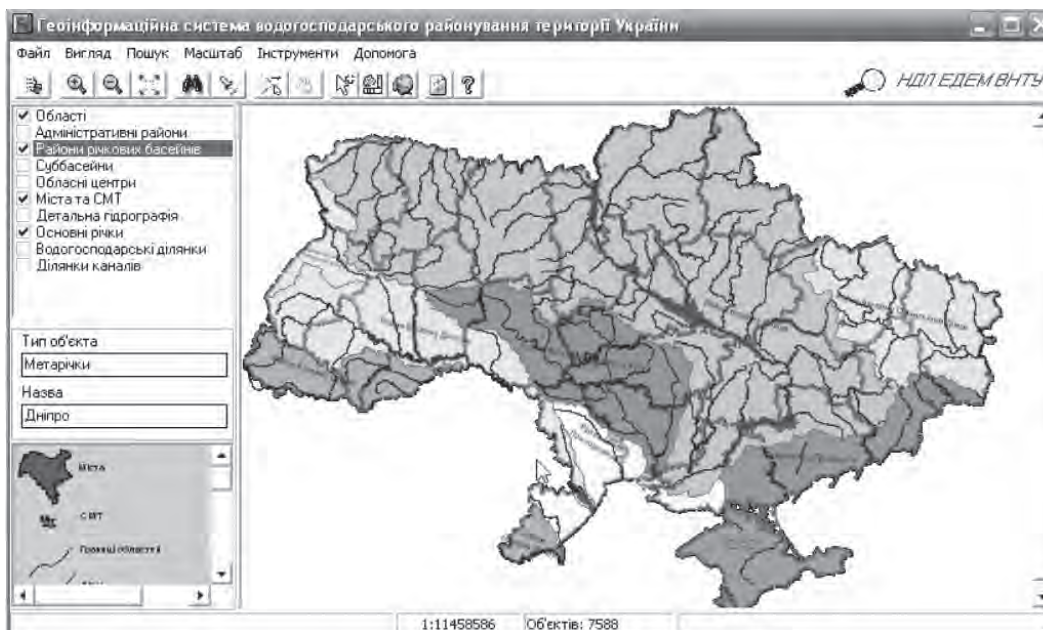 Геоінформаційна система водогосподарського районування території України
Файл Вигляд Пошук Масштаб Інструменти Допомога
НДЛ ЕДЕМ ВНТУ
Області
Адміністративні райони
Райони річкових басейнів
Суббасейни
Обласні центри
Міста та СМТ
Детальна гідрографія
Основні річки
Водогосподарські ділянки
Ділянки каналів
Тип об'єкта
Метарічки
Назва
Дніпро
Міста
СМТ
Границі областей
1:11458586 Об'єктів: 7588